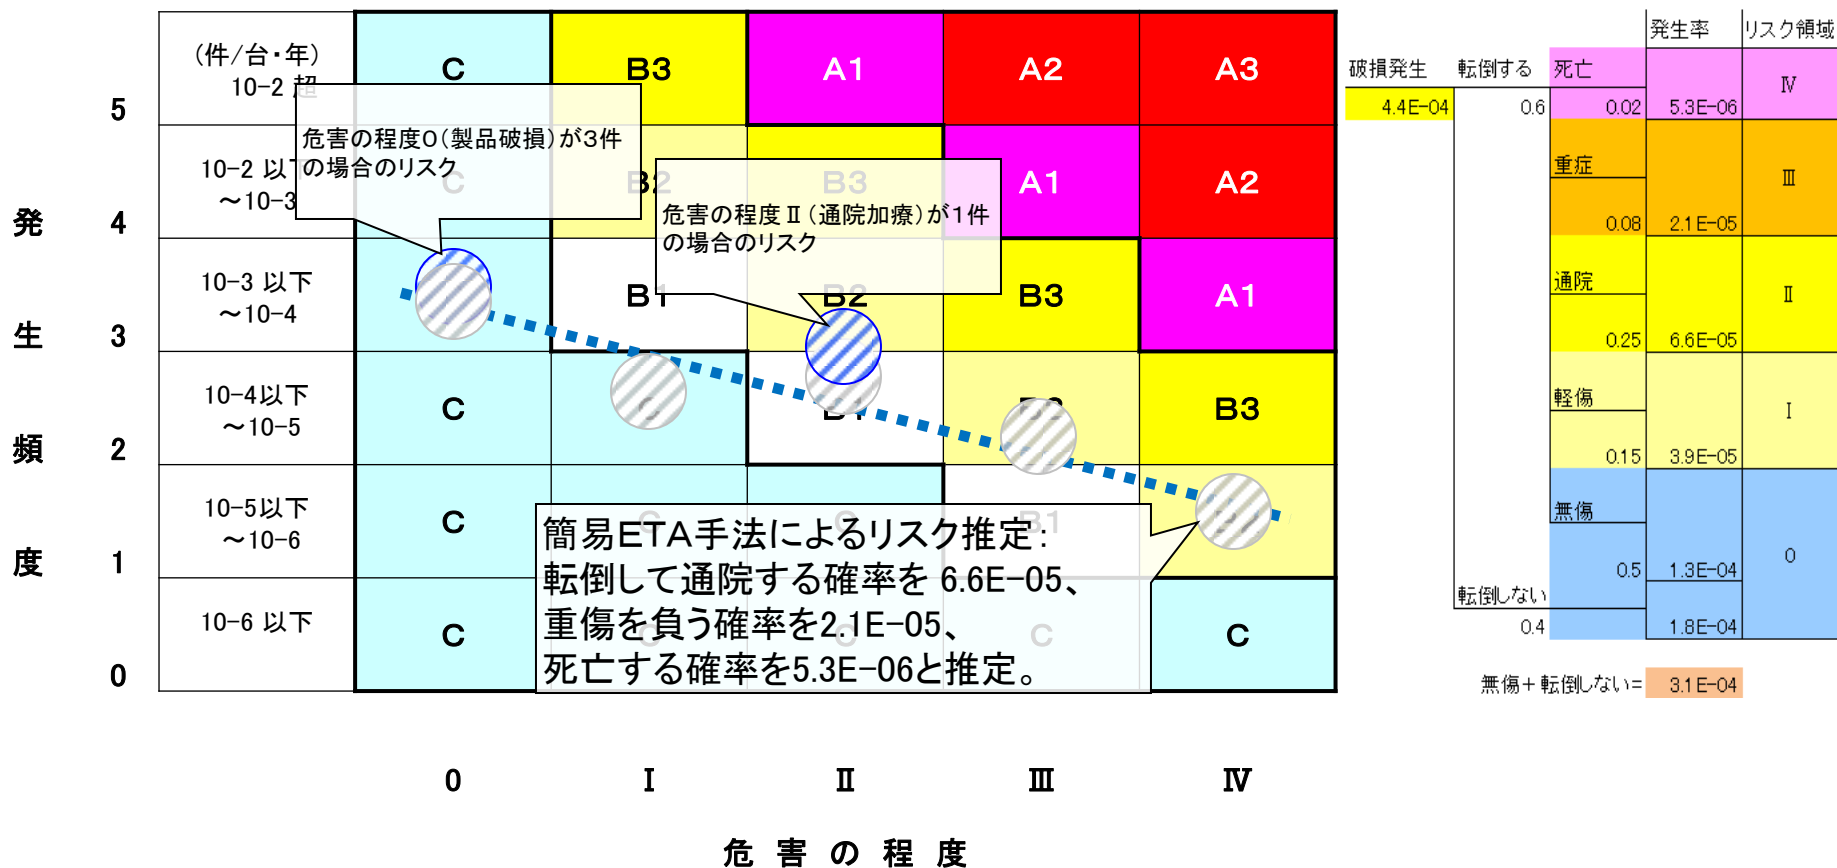 (件/台・年)
10-2 超
C
B3
A1
A2
A3
5
危害の程度0(製品破損)が3件
の場合のリスク
10-2 以下
～10-3
C
B2
B3
A1
A2
4
危害の程度Ⅱ(通院加療)が1件
の場合のリスク
10-3 以下
～10-4
B1
B2
B3
A1
3
10-4以下
～10-5
C
C
B1
B2
B3
2
10-5以下
～10-6
C
C
C
B1
1
10-6 以下
C
C
C
C
C
0
発
生
頻
度
簡易ETA手法によるリスク推定:
転倒して通院する確率を 6.6E-05、
重傷を負う確率を2.1E-05、
死亡する確率を5.3E-06と推定。
0
Ⅰ
Ⅱ
Ⅲ
Ⅳ
危 害 の 程 度
発生率
リスク領域
破損発生
転倒する
死亡
Ⅳ
4.4E-04
0.6
0.02
5.3E-06
重症
Ⅲ
0.08
2.1E-05
通院
Ⅱ
0.25
6.6E-05
軽傷
Ⅰ
0.15
3.9E-05
無傷
0
0.5
1.3E-04
転倒しない
0.4
1.8E-04
無傷+転倒しない=
3.1E-04